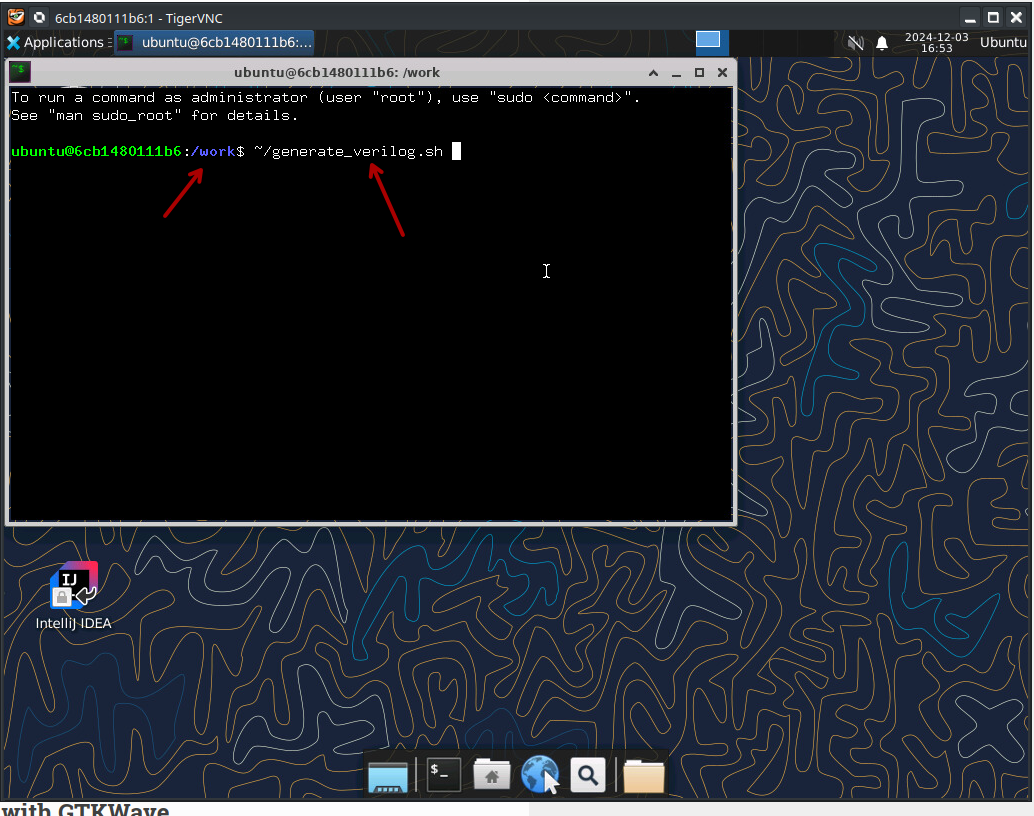 6cb1480111b6:1 - TigerVNC
Applications
ubuntu@6cb1480111b6:...
2024-12-03
16:53
Ubuntu
ubuntu@6cb1480111b6: /work
To run a command as administrator (user "root"), use "sudo <command>".
See "man sudo_root" for details.
ubuntu@6cb1480111b6:/work$ ~/generate_verilog.sh
IJ
IntelliJ IDEA
$_
with GTKWave